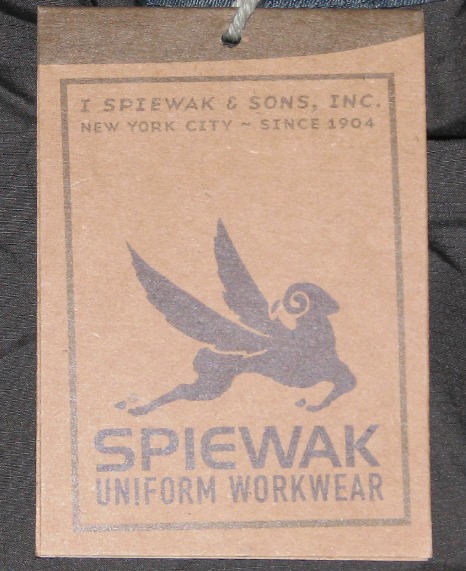 I SPIEWAK & SONS, INC.
NEW YORK CITY ~ SINCE 1904
SPIEWAK
UNIFORM WORKWEAR